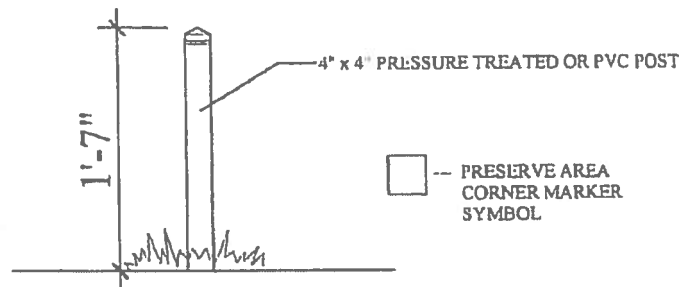 4" x 4" PRESSURE TREATED OR PVC POST
1'-7"
-- PRESERVE AREA
CORNER MARKER
SYMBOL